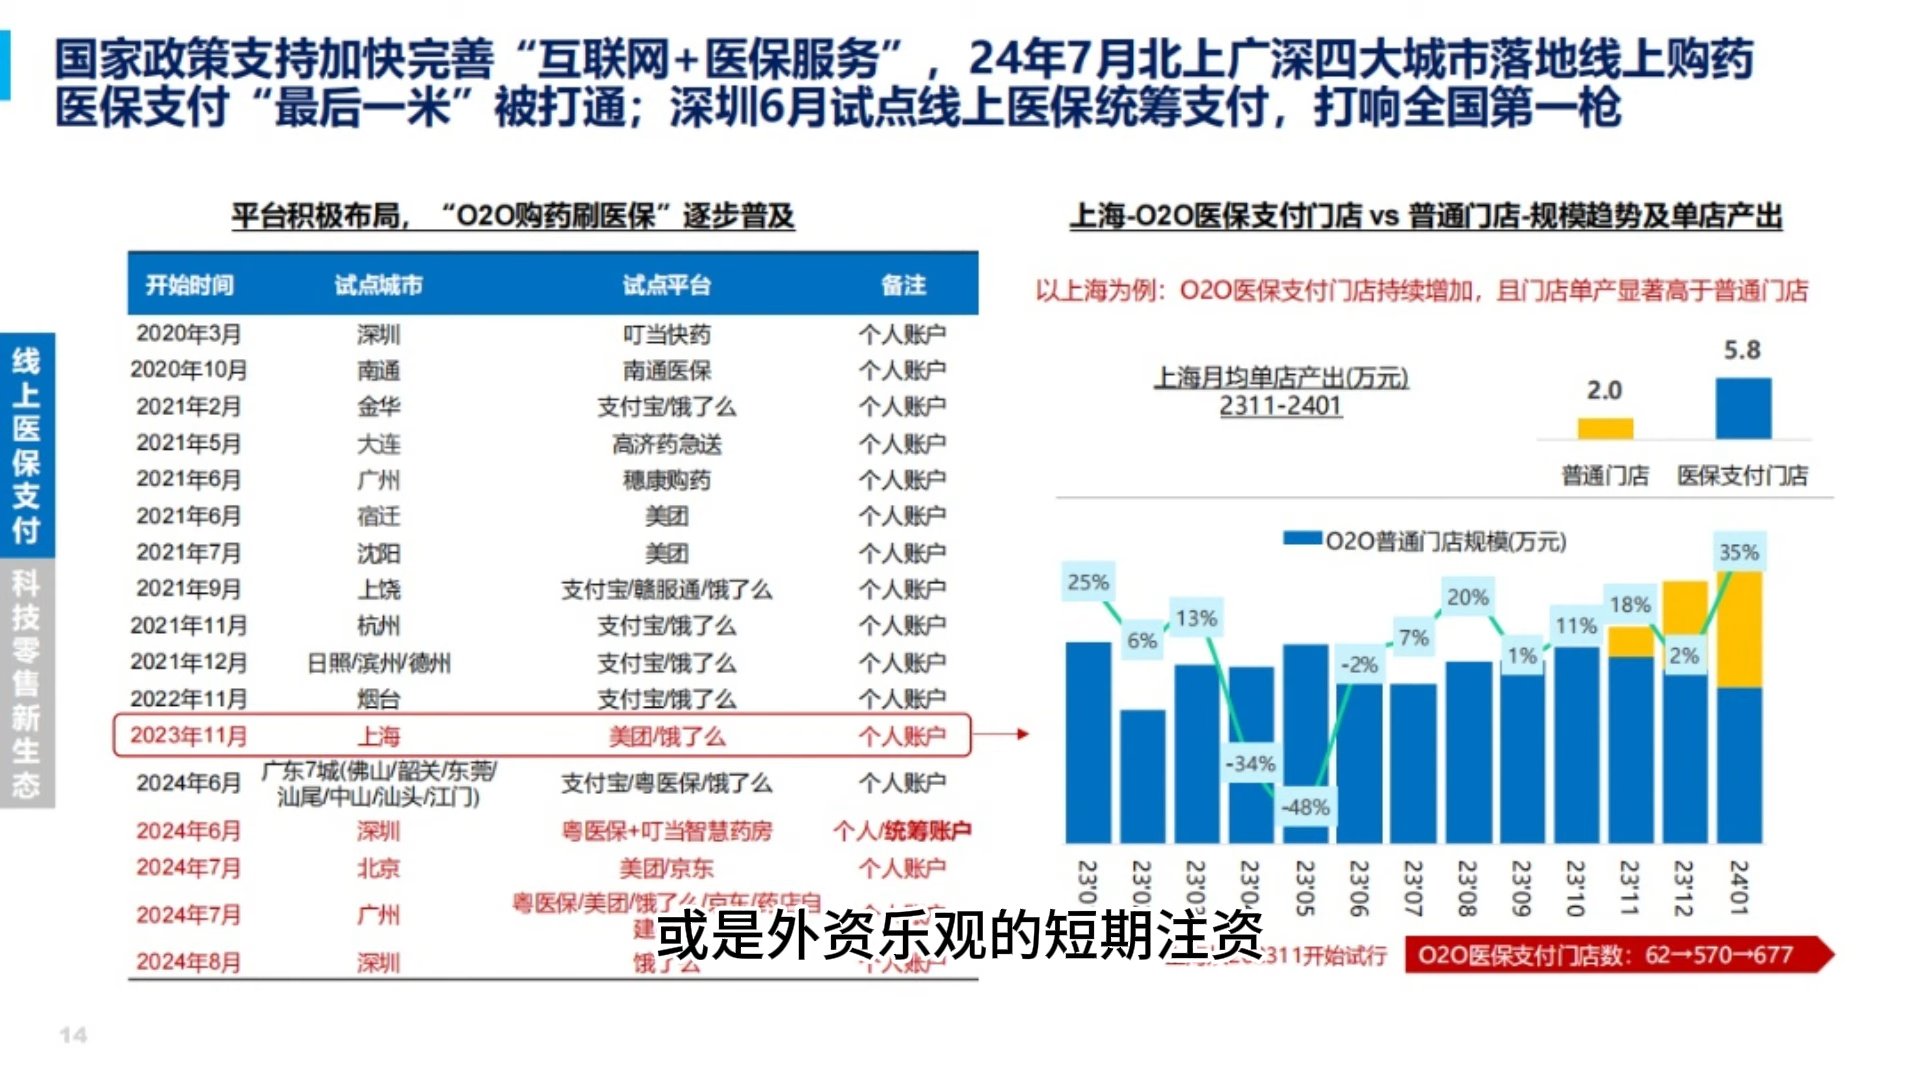 国家政策支持加快完善“互联网+医保服务”，24年7月北上广深四大城市落地线上购药
医保支付“最后一米”被打通；深圳6月试点线上医保统筹支付，打响全国第一枪
线上医保支付
科技零售新生态
平台积极布局，“O2O购药刷医保”逐步普及
开始时间 试点城市 试点平台 备注
2020年3月 深圳 叮当快药 个人账户
2020年10月 南通 南通医保 个人账户
2021年2月 金华 支付宝/饿了么 个人账户
2021年5月 大连 高济药急送 个人账户
2021年6月 广州 穗康购药 个人账户
2021年6月 宿迁 美团 个人账户
2021年7月 沈阳 美团 个人账户
2021年9月 上饶 支付宝/赣服通/饿了么 个人账户
2021年11月 杭州 支付宝/饿了么 个人账户
2021年12月 日照/滨州/德州 支付宝/饿了么 个人账户
2022年11月 烟台 支付宝/饿了么 个人账户
2023年11月 上海 美团/饿了么 个人账户
2024年6月 广东7城(佛山/韶关/东莞/
汕尾/中山/汕头/江门) 支付宝/粤医保/饿了么 个人账户
2024年6月 深圳 粤医保+叮当智慧药房 个人/统筹账户
2024年7月 北京 美团/京东 个人账户
2024年7月 广州 粤医保/美团/饿了么/京东/药店自
建
2024年8月 深圳 饿了么 个人账户
上海-O2O医保支付门店 vs 普通门店-规模趋势及单店产出
以上海为例：O2O医保支付门店持续增加，且门店单产显著高于普通门店
上海月均单店产出(万元)
2311-2401
2.0 5.8
普通门店 医保支付门店
O2O普通门店规模(万元)
25% 6% 13% -34% -48% -2% 7% 20% 1% 11% 18% 2% 35%
23'0 23'0 23'0 23'04 23'05 23'06 23'07 23'08 23'09 23'10 23'11 23'12 24'01
311开始试行
O2O医保支付门店数：62→570→677
或是外资乐观的短期注资
14